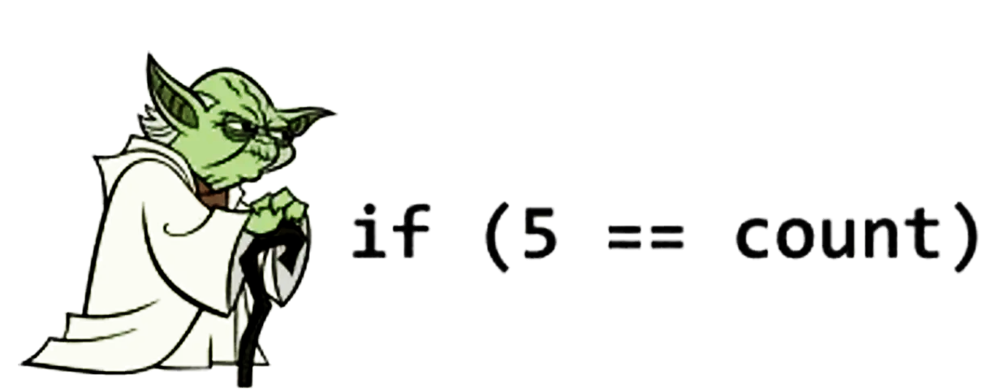 if (5 == count)